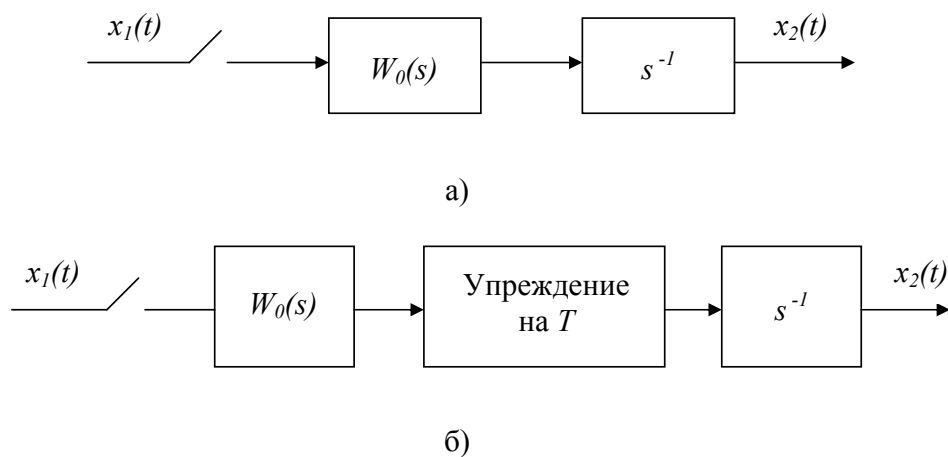 x₁(t)
W₀(s)
s⁻¹
x₂(t)
а)
x₁(t)
W₀(s)
Упреждение
на T
s⁻¹
x₂(t)
б)